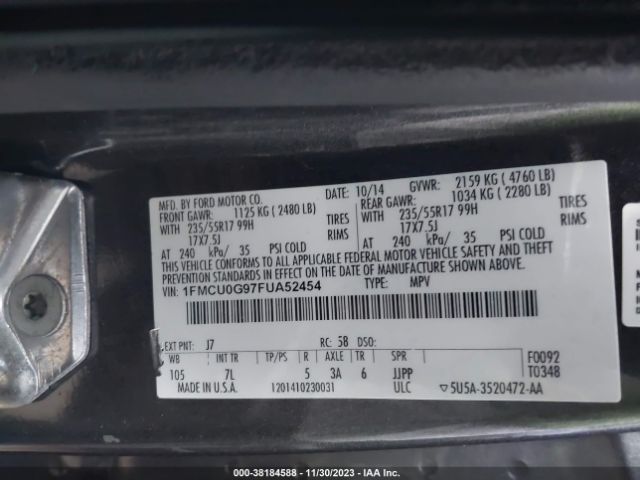 MFD. BY FORD MOTOR CO.
DATE: 10/14 GVWR: 2159 KG ( 4760 LB)
FRONT GAWR: 1125 KG ( 2480 LB) REAR GAWR: 1034 KG ( 2280 LB)
WITH 235/55R17 99H TIRES WITH 235/55R17 99H TIRES
17X7.5J RIMS 17X7.5J RIMS
AT 240 kPa/ 35 PSI COLD AT 240 kPa/ 35 PSI COLD
THIS VEHICLE CONFORMS TO ALL APPLICABLE FEDERAL MOTOR VEHICLE SAFETY AND THEFT
PREVENTION STANDARDS IN EFFECT ON THE DATE OF MANUFACTURE SHOWN ABOVE.
VIN: 1FMCU0G97FUA52454 TYPE: MPV
EXT PNT: J7 RC: 58 DSO:
WB INT TR TP/PS R AXLE TR SPR F0092
105 7L 5 3A 6 JJPP T0348
MADE IN U.S.A. 1201410230031 ULC ▽5U5A-3520472-AA
© 38184588 - 11/30/2023 - IAA Inc.